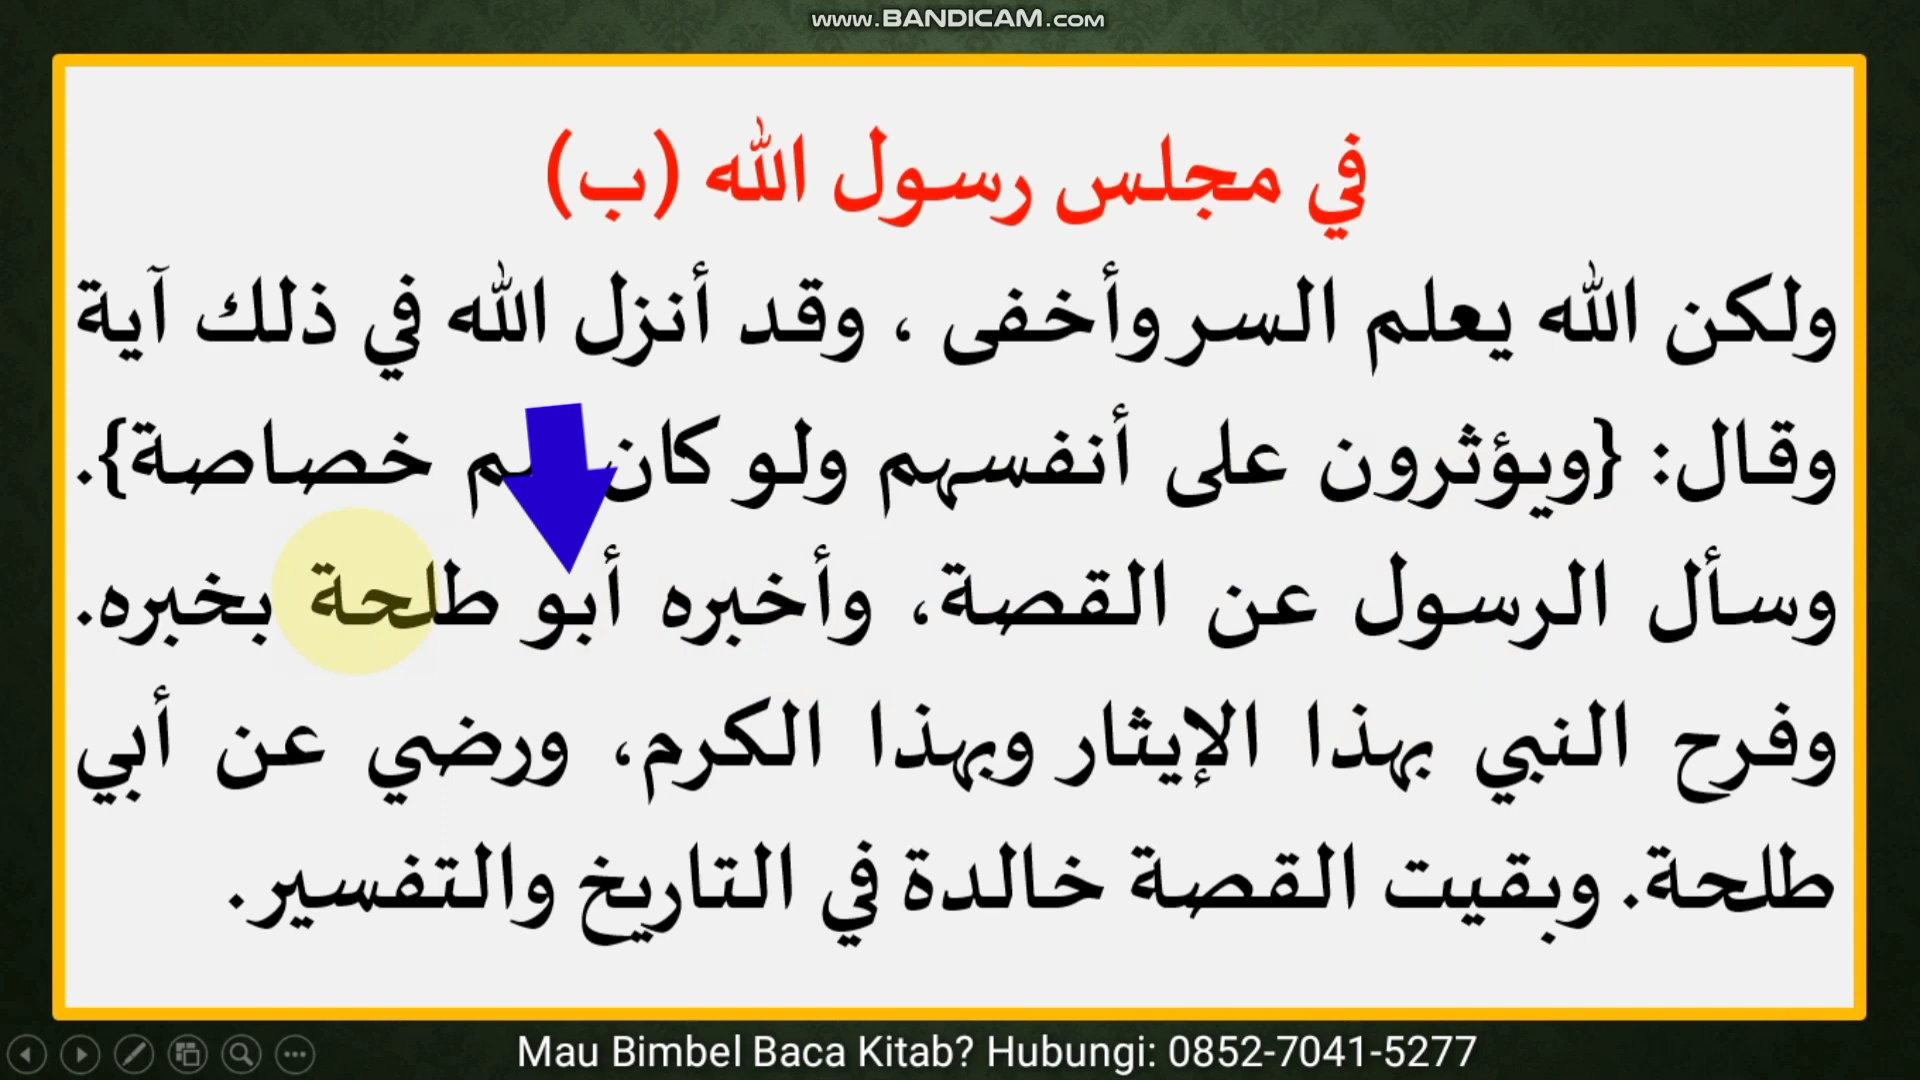 www.BANDICAM.com
في مجلس رسول الله (ب)
ولكن الله يعلم السر وأخفى ، وقد أنزل الله في ذلك آية
وقال: {ويؤثرون على أنفسهم ولو كان خصاصة}.
وسأل الرسول عن القصة، وأخبره أبو طلحة بخبره.
وفرح النبي بهذا الإيثار وبهذا الكرم، ورضي عن أبي
طلحة. وبقيت القصة خالدة في التاريخ والتفسير.
Mau Bimbel Baca Kitab? Hubungi: 0852-7041-5277